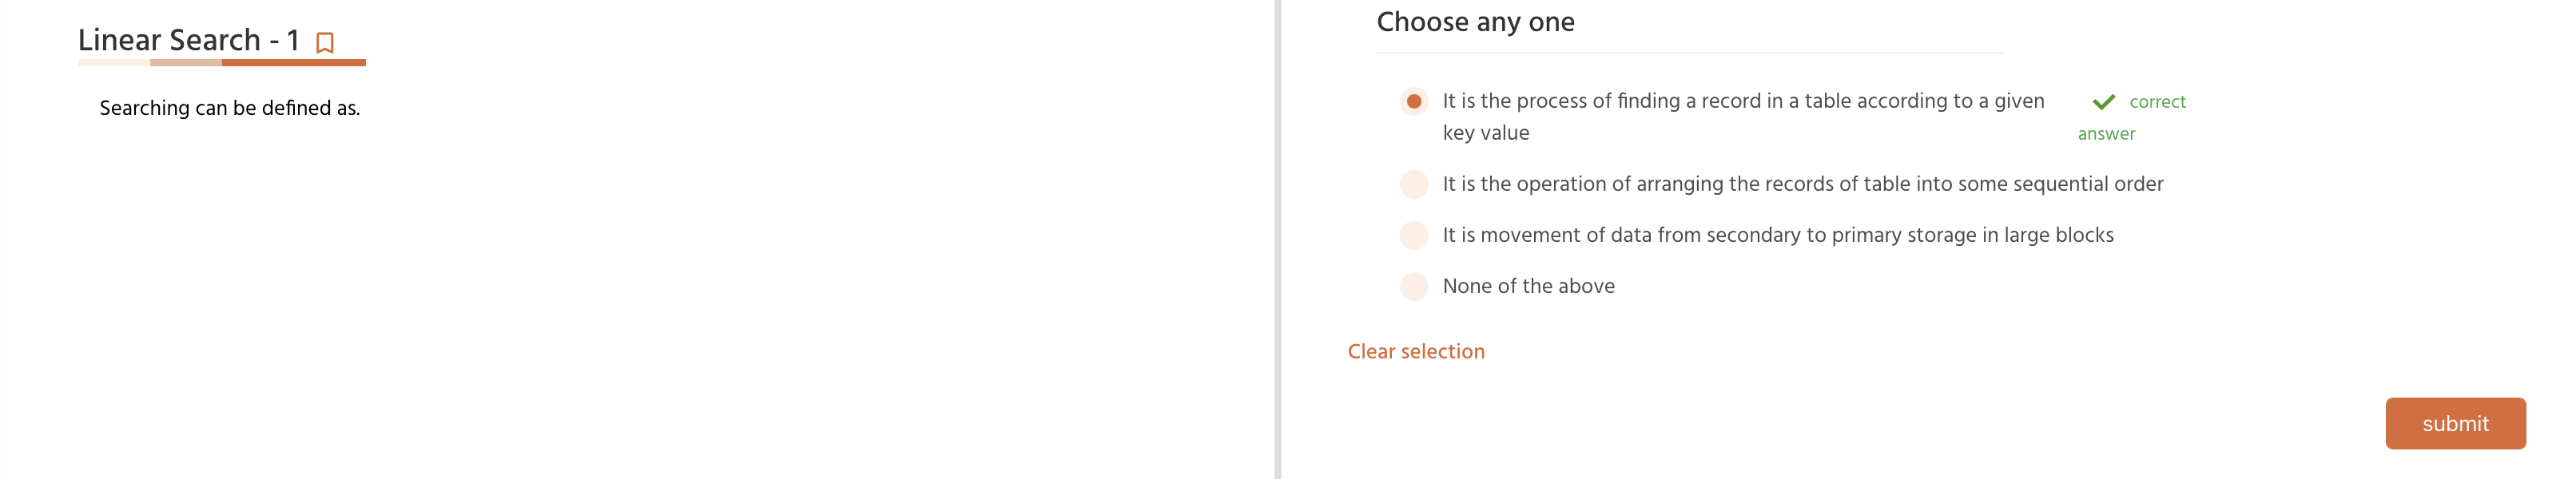 Linear Search - 1
Searching can be defined as.
Choose any one
It is the process of finding a record in a table according to a given
key value
correct
answer
It is the operation of arranging the records of table into some sequential order
It is movement of data from secondary to primary storage in large blocks
None of the above
Clear selection
submit